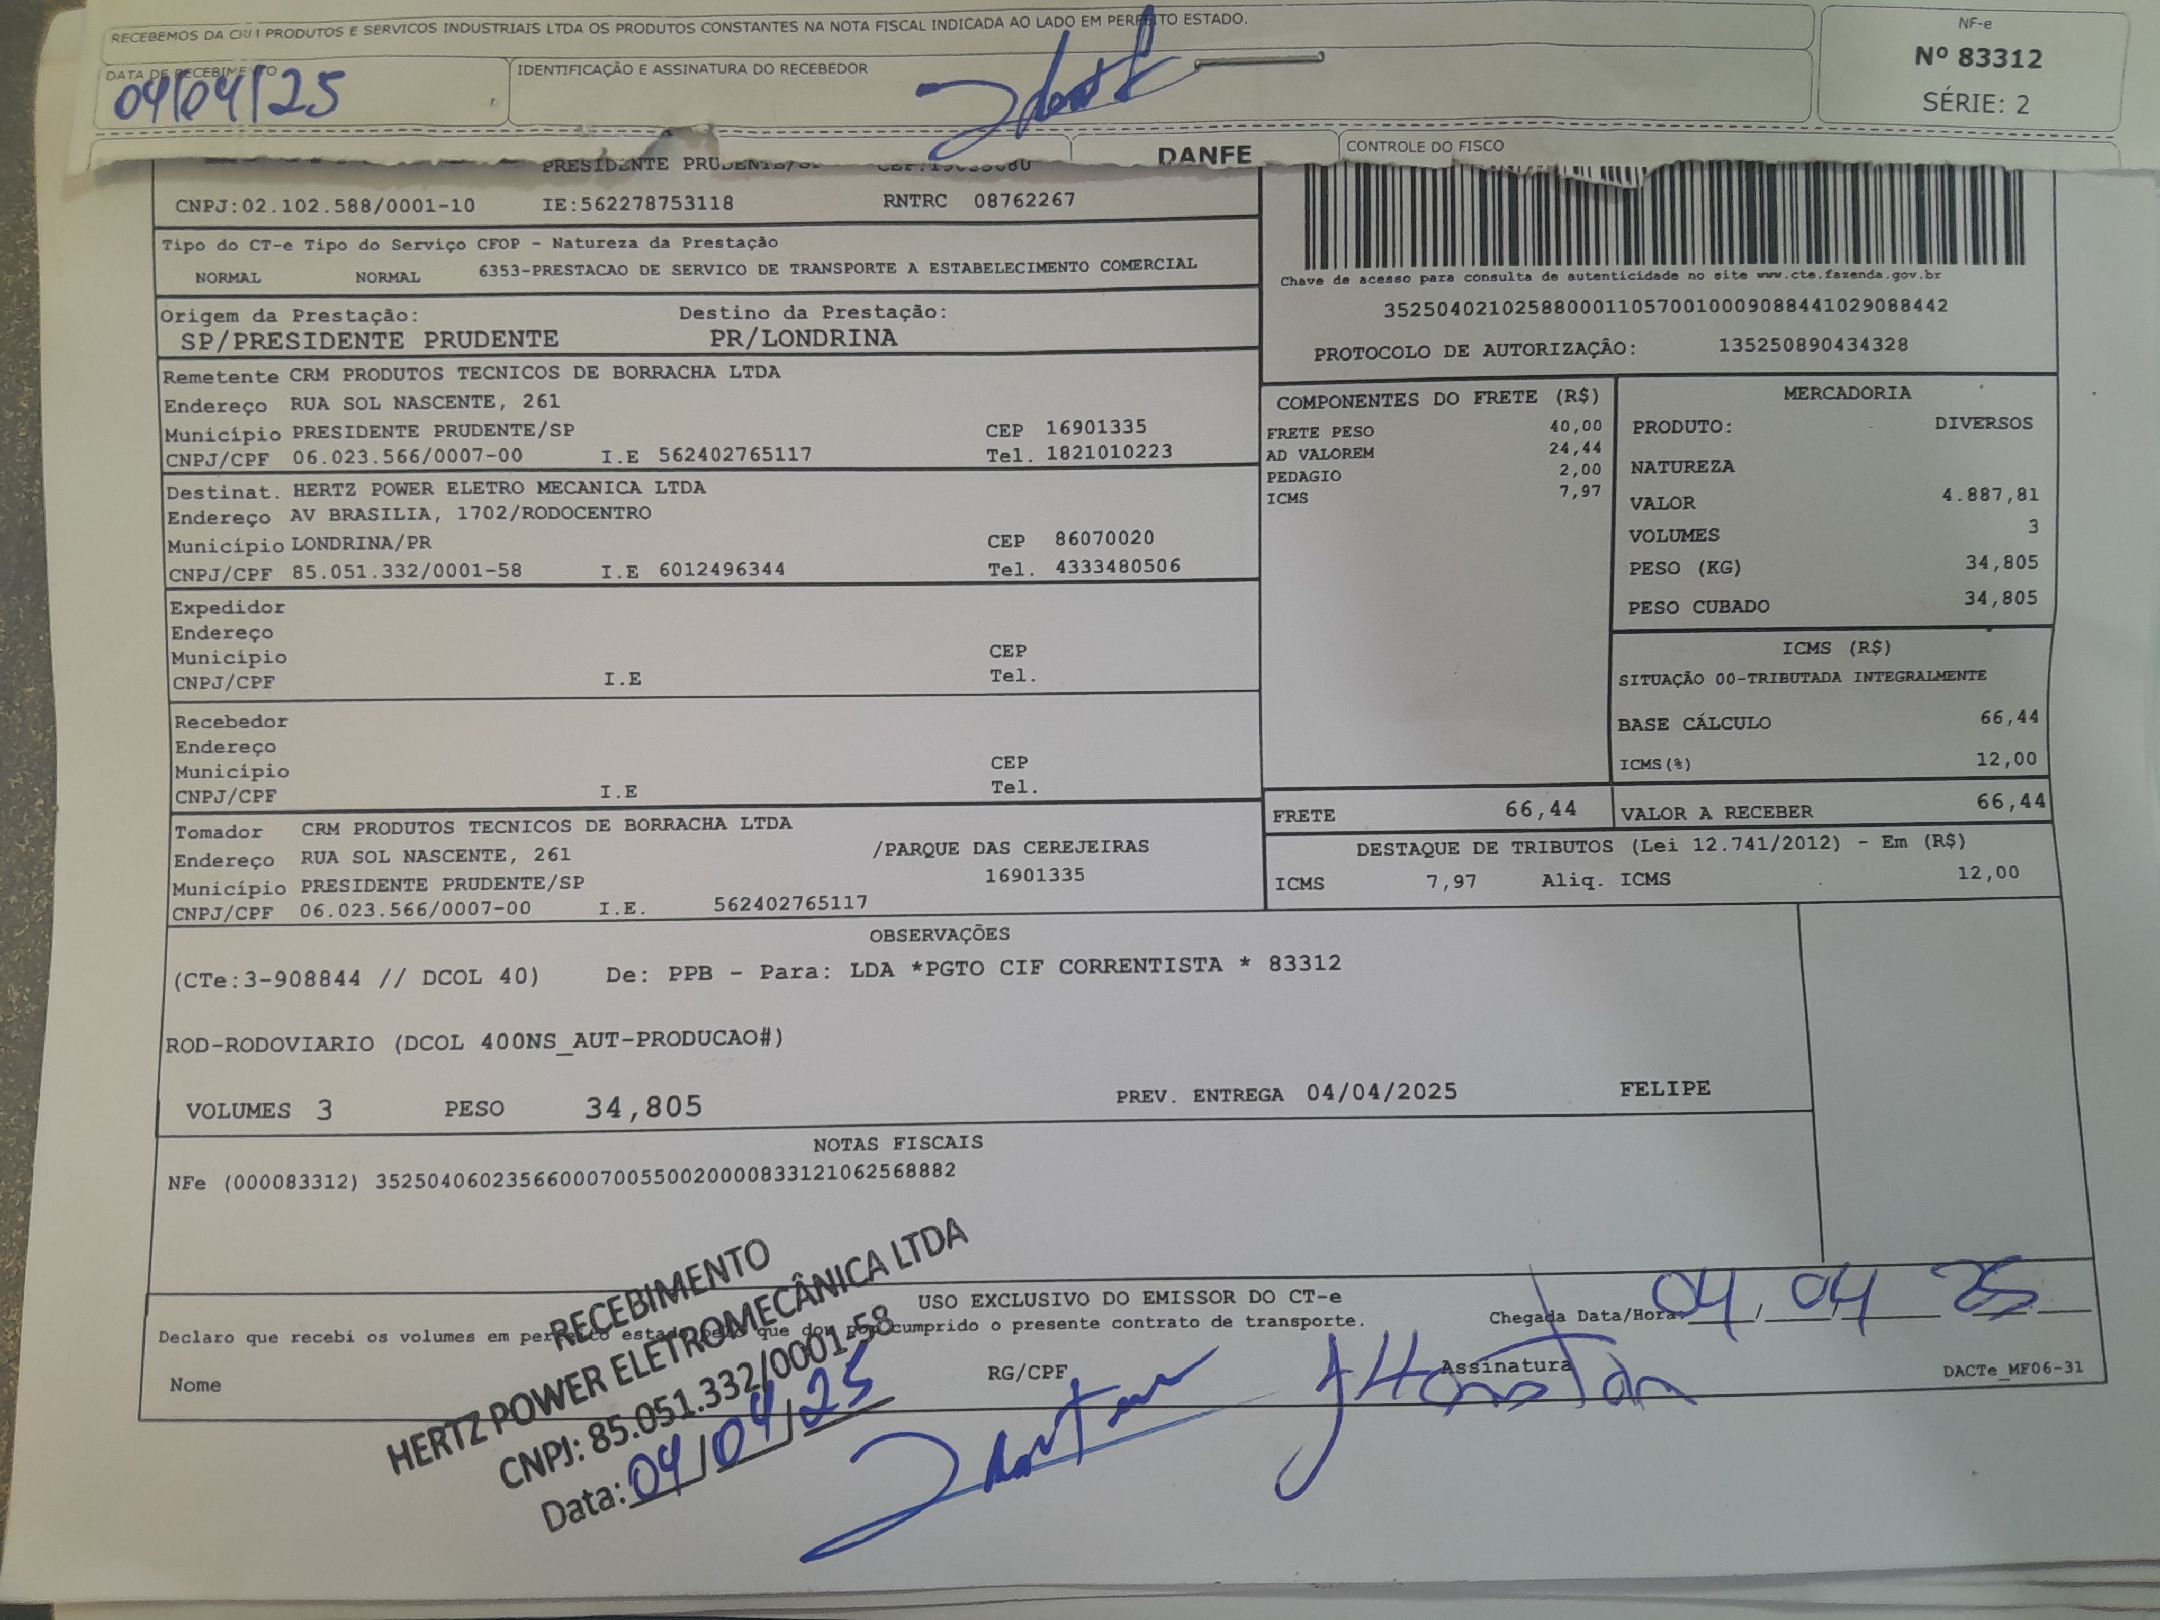 RECEBEMOS DA CRM PRODUTOS E SERVICOS INDUSTRIAIS LTDA OS PRODUTOS CONSTANTES NA NOTA FISCAL INDICADA AO LADO EM PERFEITO ESTADO.
NF-e
Nº 83312
SÉRIE: 2
DATA DE RECEBIMENTO
04/04/25
IDENTIFICAÇÃO E ASSINATURA DO RECEBEDOR
DANFE
CONTROLE DO FISCO
PRESIDENTE PRUDENTE/SP
CNPJ:02.102.588/0001-10 IE:562278753118 RNTRC 08762267
Tipo do CT-e Tipo do Serviço CFOP - Natureza da Prestação
NORMAL NORMAL 6353-PRESTACAO DE SERVICO DE TRANSPORTE A ESTABELECIMENTO COMERCIAL
Chave de acesso para consulta de autenticidade no site www.cte.fazenda.gov.br
35250402102588000110570010009088441029088442
PROTOCOLO DE AUTORIZAÇÃO: 135250890434328
Origem da Prestação: Destino da Prestação:
SP/PRESIDENTE PRUDENTE PR/LONDRINA
Remetente CRM PRODUTOS TECNICOS DE BORRACHA LTDA
Endereço RUA SOL NASCENTE, 261
Município PRESIDENTE PRUDENTE/SP CEP 16901335
CNPJ/CPF 06.023.566/0007-00 I.E 562402765117 Tel. 1821010223
Destinat. HERTZ POWER ELETRO MECANICA LTDA
Endereço AV BRASILIA, 1702/RODOCENTRO
Município LONDRINA/PR CEP 86070020
CNPJ/CPF 85.051.332/0001-58 I.E 6012496344 Tel. 4333480506
Expedidor
Endereço
Município CEP
CNPJ/CPF I.E Tel.
Recebedor
Endereço
Município CEP
CNPJ/CPF I.E Tel.
Tomador CRM PRODUTOS TECNICOS DE BORRACHA LTDA
Endereço RUA SOL NASCENTE, 261 /PARQUE DAS CEREJEIRAS
Município PRESIDENTE PRUDENTE/SP 16901335
CNPJ/CPF 06.023.566/0007-00 I.E. 562402765117
COMPONENTES DO FRETE (R$)
FRETE PESO 40,00
AD VALOREM 24,44
PEDAGIO 2,00
ICMS 7,97
MERCADORIA
PRODUTO: DIVERSOS
NATUREZA
VALOR 4.887,81
VOLUMES 3
PESO (KG) 34,805
PESO CUBADO 34,805
ICMS (R$)
SITUAÇÃO 00-TRIBUTADA INTEGRALMENTE
BASE CÁLCULO 66,44
ICMS(%) 12,00
FRETE 66,44 VALOR A RECEBER 66,44
DESTAQUE DE TRIBUTOS (Lei 12.741/2012) - Em (R$)
ICMS 7,97 Aliq. ICMS 12,00
OBSERVAÇÕES
(CTe:3-908844 // DCOL 40) De: PPB - Para: LDA *PGTO CIF CORRENTISTA * 83312
ROD-RODOVIARIO (DCOL 400NS_AUT-PRODUCAO#)
VOLUMES 3 PESO 34,805 PREV. ENTREGA 04/04/2025 FELIPE
NOTAS FISCAIS
NFe (000083312) 35250406023566000700550020000833121062568882
USO EXCLUSIVO DO EMISSOR DO CT-e
Declaro que recebi os volumes em perfeito estado pelo que dou por cumprido o presente contrato de transporte.
Chegada Data/Hora 04/04/25
Nome RG/CPF Assinatura DACTe_MF06-31
RECEBIMENTO
HERTZ POWER ELETROMECÂNICA LTDA
CNPJ: 85.051.332/0001-58
Data: 04/04/25